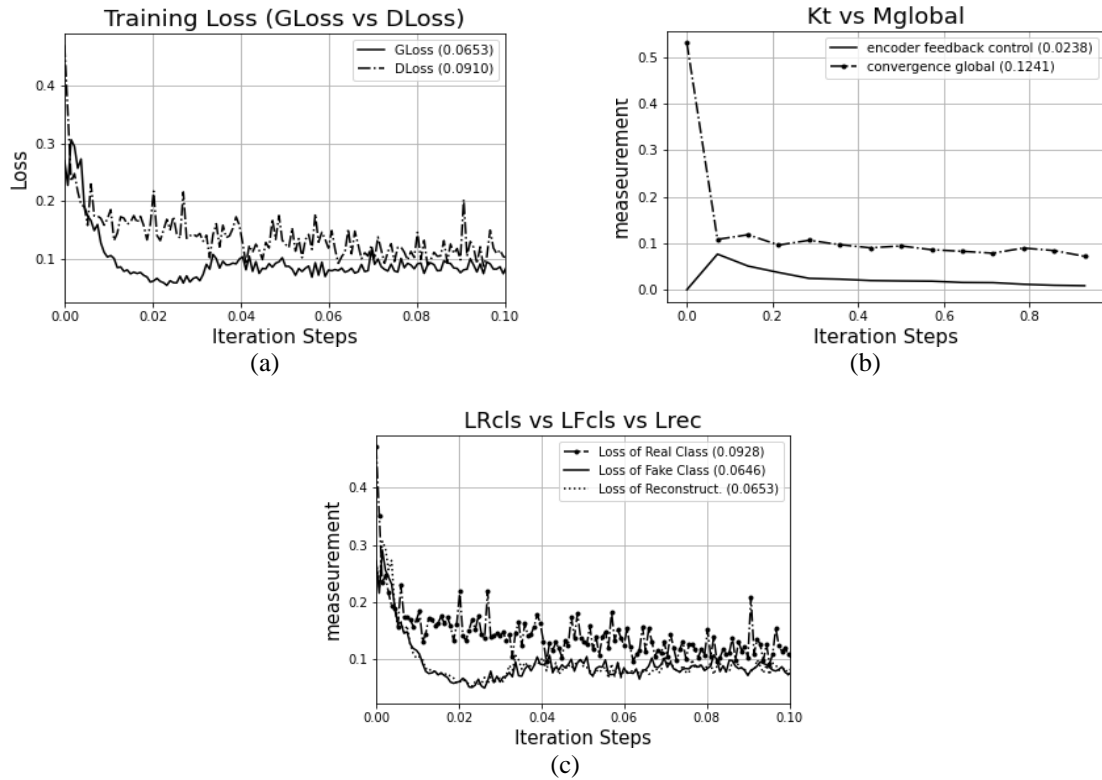 Training Loss (GLoss vs DLoss)
GLoss (0.0653)
DLoss (0.0910)
0.4
0.3
0.2
0.1
Loss
0.00 0.02 0.04 0.06 0.08 0.10
Iteration Steps
(a)
Kt vs Mglobal
encoder feedback control (0.0238)
convergence global (0.1241)
0.5
0.4
0.3
0.2
0.1
0.0
measeurement
0.0 0.2 0.4 0.6 0.8
Iteration Steps
(b)
LRcls vs LFcls vs Lrec
Loss of Real Class (0.0928)
Loss of Fake Class (0.0646)
Loss of Reconstruct. (0.0653)
0.4
0.3
0.2
0.1
measeurement
0.00 0.02 0.04 0.06 0.08 0.10
Iteration Steps
(c)